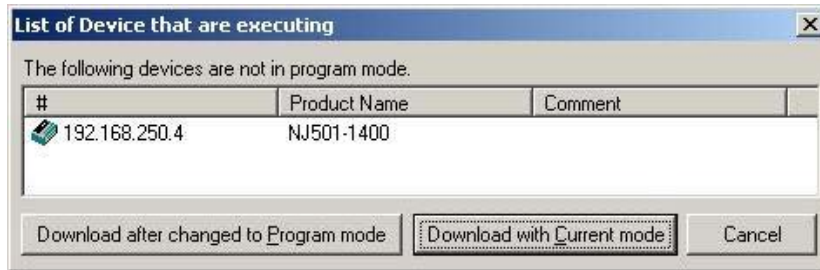 List of Device that are executing
The following devices are not in program mode.
# Product Name Comment
192.168.250.4 NJ501-1400
Download after changed to Program mode Download with Current mode Cancel